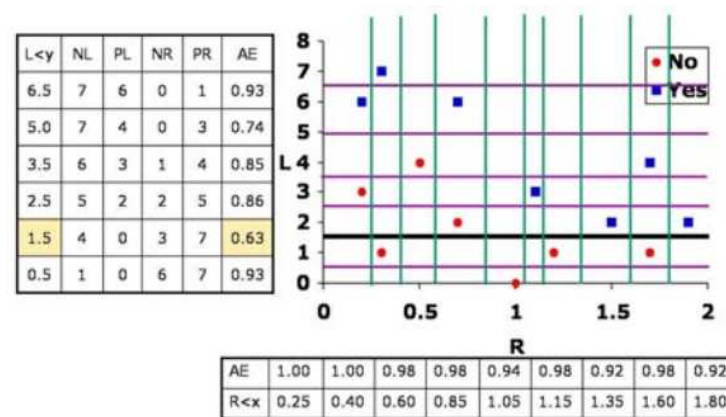 L<y NL PL NR PR AE
6.5 7 6 0 1 0.93
5.0 7 4 0 3 0.74
3.5 6 3 1 4 0.85
2.5 5 2 2 5 0.86
1.5 4 0 3 7 0.63
0.5 1 0 6 7 0.93
8
7
6
5
L 4
3
2
1
0
No
Yes
0 0.5 1 1.5 2
R
AE 1.00 1.00 0.98 0.98 0.94 0.98 0.92 0.98 0.92
R<x 0.25 0.40 0.60 0.85 1.05 1.15 1.35 1.60 1.80